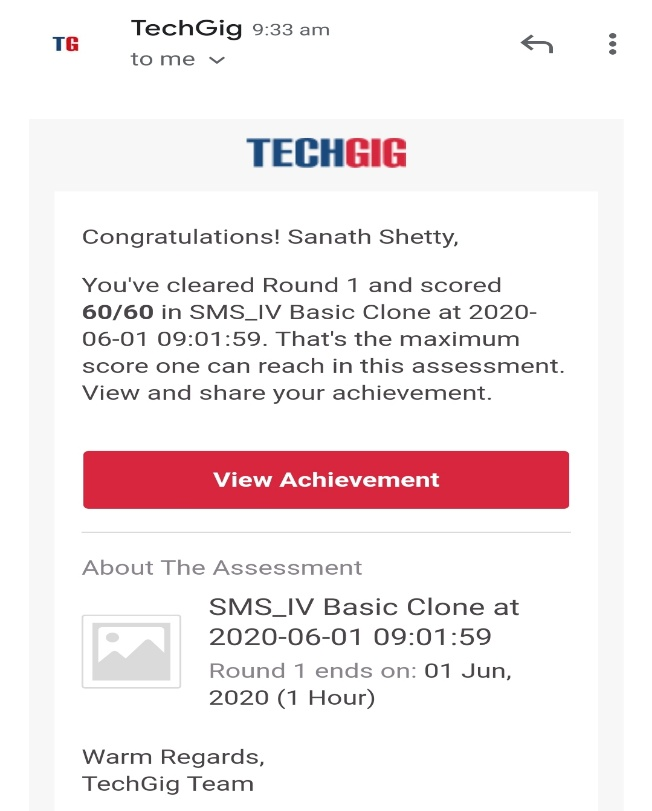 TG
TechGig 9:33 am
to me
TECHGIG
Congratulations! Sanath Shetty,
You've cleared Round 1 and scored
60/60 in SMS_IV Basic Clone at 2020-
06-01 09:01:59. That's the maximum
score one can reach in this assessment.
View and share your achievement.
View Achievement
About The Assessment
SMS_IV Basic Clone at
2020-06-01 09:01:59
Round 1 ends on: 01 Jun,
2020 (1 Hour)
Warm Regards,
TechGig Team